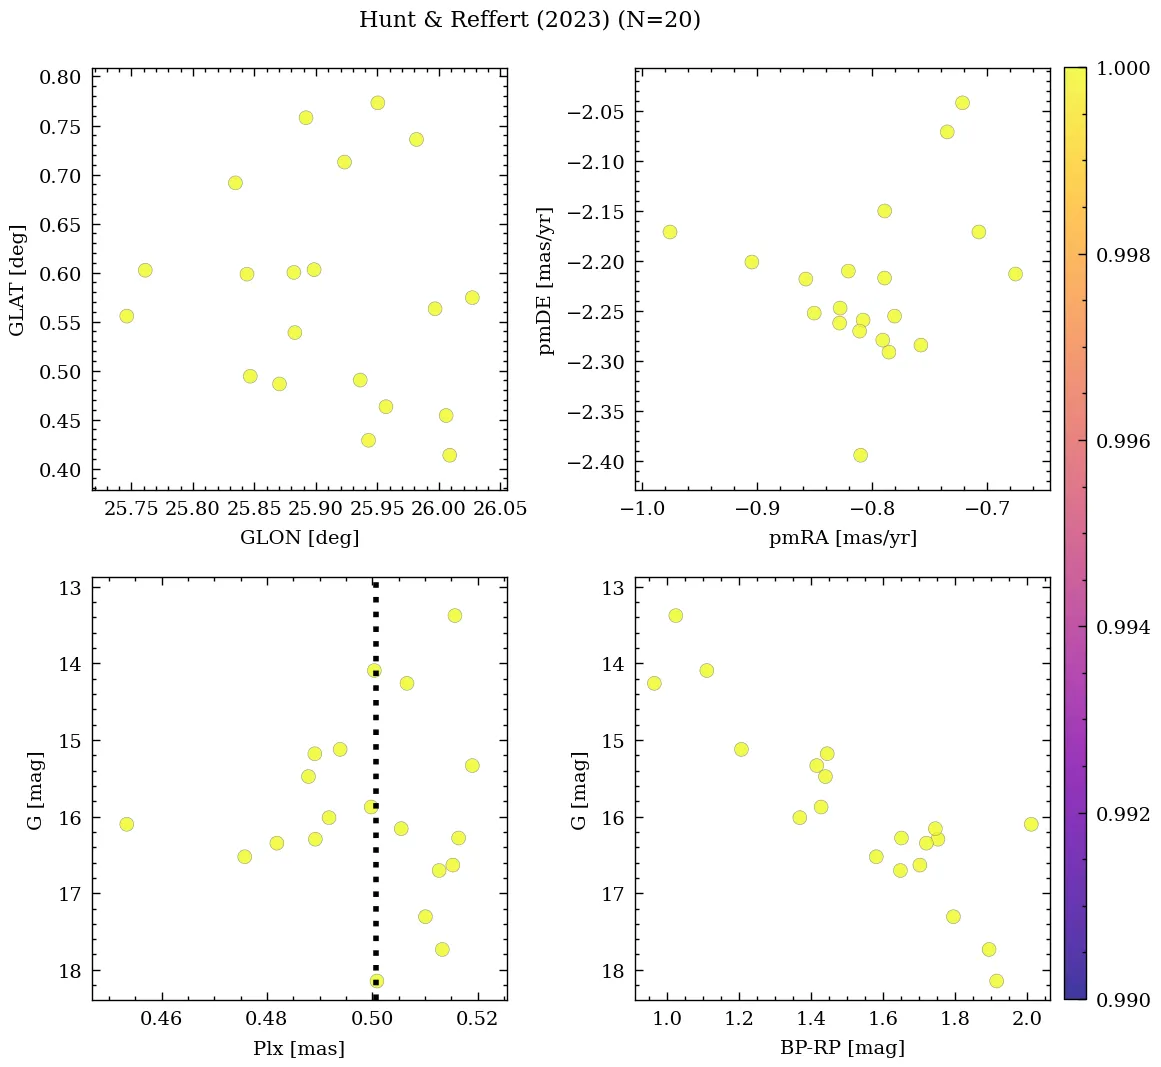 Hunt & Reffert (2023) (N=20)
0.80
0.75
0.70
0.65
0.60
0.55
0.50
0.45
0.40
GLAT [deg]
25.75 25.80 25.85 25.90 25.95 26.00 26.05
GLON [deg]
−2.05
−2.10
−2.15
−2.20
−2.25
−2.30
−2.35
−2.40
pmDE [mas/yr]
−1.0 −0.9 −0.8 −0.7
pmRA [mas/yr]
13
14
15
16
17
18
G [mag]
0.46 0.48 0.50 0.52
Plx [mas]
13
14
15
16
17
18
G [mag]
1.0 1.2 1.4 1.6 1.8 2.0
BP-RP [mag]
1.000
0.998
0.996
0.994
0.992
0.990